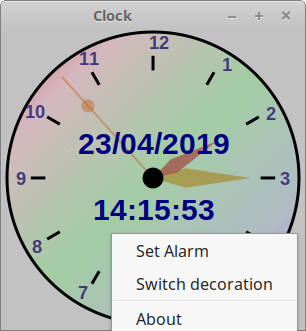 Clock
12
11
1
10
2
23/04/2019
9
3
14:15:53
8
7
Set Alarm
Switch decoration
About